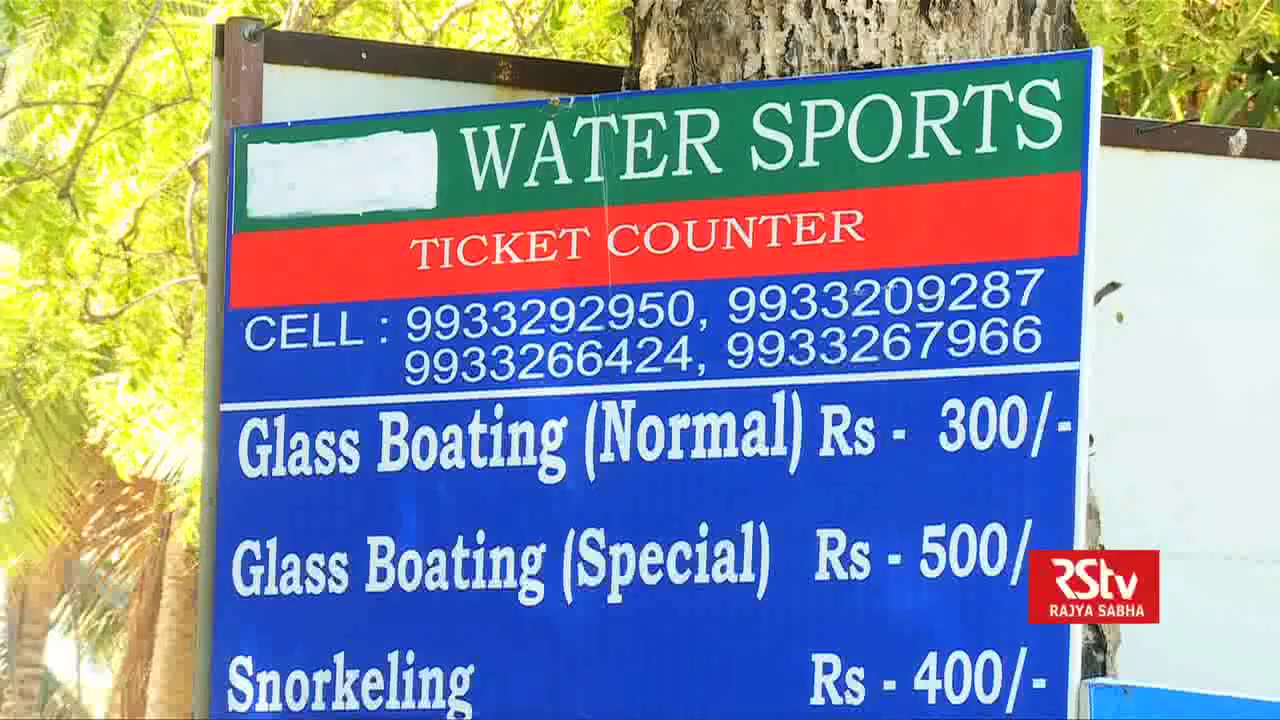 WATER SPORTS
TICKET COUNTER
CELL : 9933292950, 9933209287
9933266424, 9933267966
Glass Boating (Normal) Rs - 300/-
Glass Boating (Special) Rs - 500/
Snorkeling Rs - 400/-
RStv
RAJYA SABHA